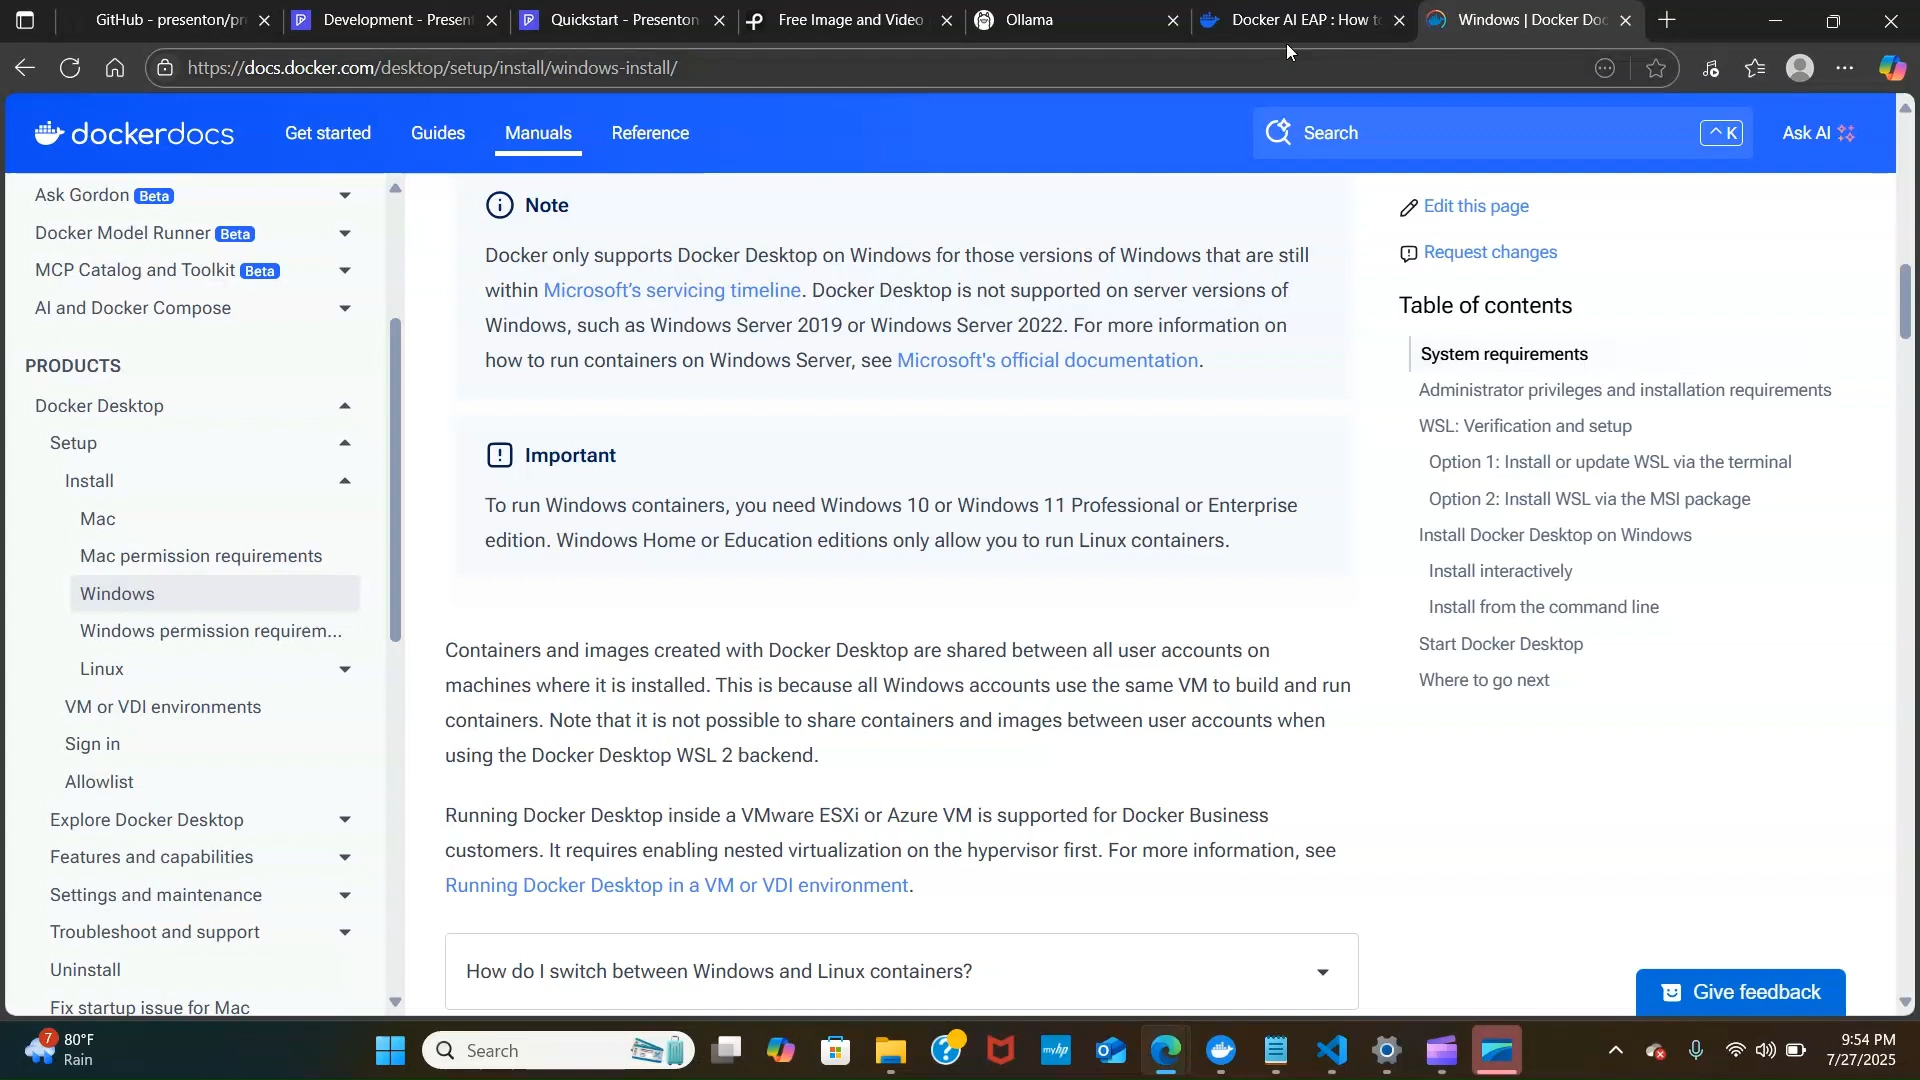 GitHub - presenton/pr
Development - Present
Quickstart - Presenton
Free Image and Video
Ollama
Docker AI EAP : How to
Windows | Docker Doc
https://docs.docker.com/desktop/setup/install/windows-install/
dockerdocs
Get started
Guides
Manuals
Reference
Search
^ K
Ask AI
Ask Gordon Beta
Docker Model Runner Beta
MCP Catalog and Toolkit Beta
AI and Docker Compose
PRODUCTS
Docker Desktop
Setup
Install
Mac
Mac permission requirements
Windows
Windows permission requirem...
Linux
VM or VDI environments
Sign in
Allowlist
Explore Docker Desktop
Features and capabilities
Settings and maintenance
Troubleshoot and support
Uninstall
Fix startup issue for Mac
Note
Docker only supports Docker Desktop on Windows for those versions of Windows that are still
within Microsoft's servicing timeline. Docker Desktop is not supported on server versions of
Windows, such as Windows Server 2019 or Windows Server 2022. For more information on
how to run containers on Windows Server, see Microsoft's official documentation.
Important
To run Windows containers, you need Windows 10 or Windows 11 Professional or Enterprise
edition. Windows Home or Education editions only allow you to run Linux containers.
Containers and images created with Docker Desktop are shared between all user accounts on
machines where it is installed. This is because all Windows accounts use the same VM to build and run
containers. Note that it is not possible to share containers and images between user accounts when
using the Docker Desktop WSL 2 backend.
Running Docker Desktop inside a VMware ESXi or Azure VM is supported for Docker Business
customers. It requires enabling nested virtualization on the hypervisor first. For more information, see
Running Docker Desktop in a VM or VDI environment.
How do I switch between Windows and Linux containers?
Edit this page
Request changes
Table of contents
System requirements
Administrator privileges and installation requirements
WSL: Verification and setup
Option 1: Install or update WSL via the terminal
Option 2: Install WSL via the MSI package
Install Docker Desktop on Windows
Install interactively
Install from the command line
Start Docker Desktop
Where to go next
Give feedback
7
80°F
Rain
Search
myhp
9:54 PM
7/27/2025